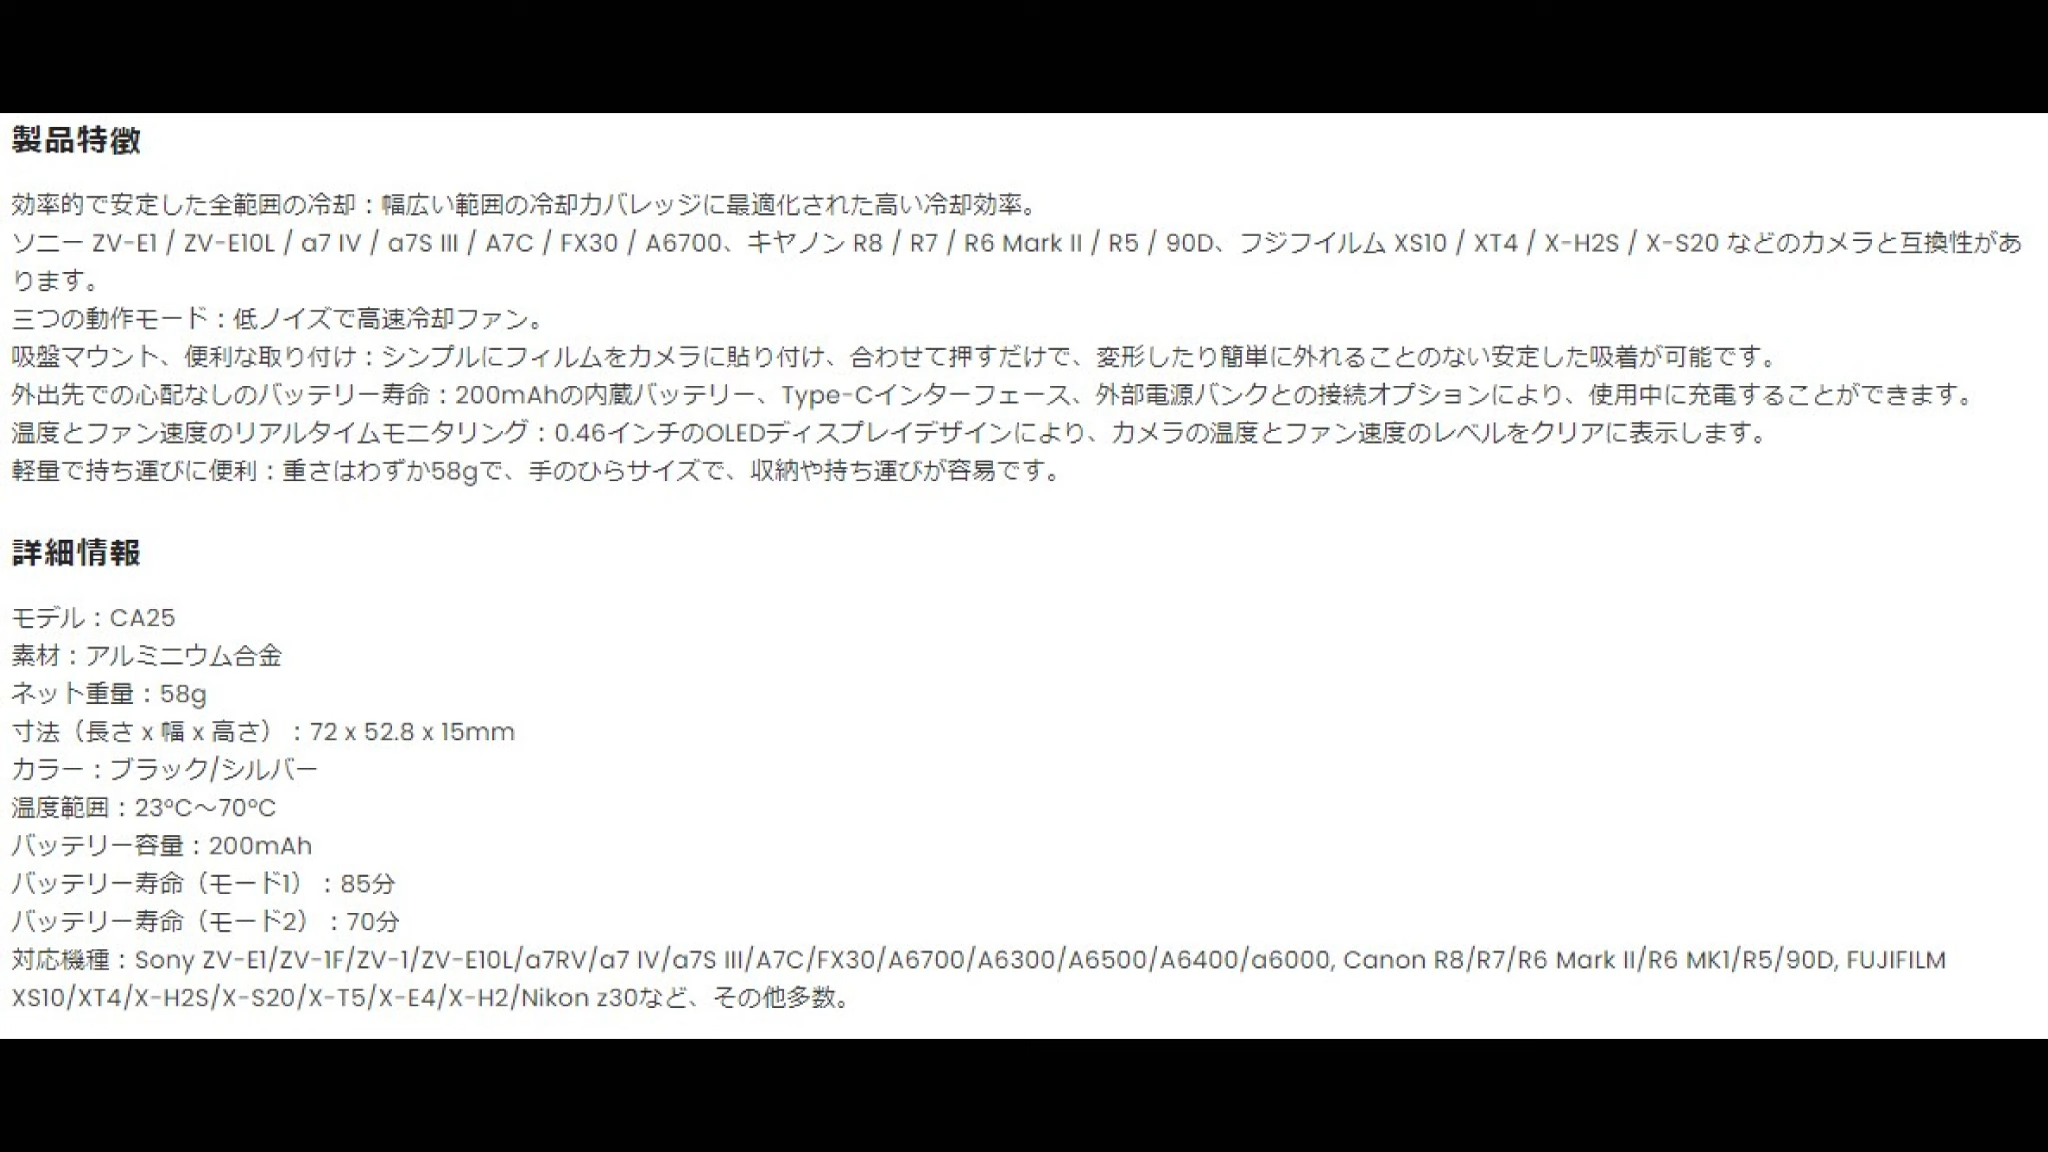 製品特徴
効率的で安定した全範囲の冷却：幅広い範囲の冷却カバレッジに最適化された高い冷却効率。
ソニー ZV-E1 / ZV-E10L / a7 IV / a7S III / A7C / FX30 / A6700、キヤノン R8 / R7 / R6 Mark II / R5 / 90D、フジフイルム XS10 / XT4 / X-H2S / X-S20 などのカメラと互換性があ
ります。
三つの動作モード：低ノイズで高速冷却ファン。
吸盤マウント、便利な取り付け：シンプルにフィルムをカメラに貼り付け、合わせて押すだけで、変形したり簡単に外れることのない安定した吸着が可能です。
外出先での心配なしのバッテリー寿命：200mAhの内蔵バッテリー、Type-Cインターフェース、外部電源バンクとの接続オプションにより、使用中に充電することができます。
温度とファン速度のリアルタイムモニタリング：0.46インチのOLEDディスプレイデザインにより、カメラの温度とファン速度のレベルをクリアに表示します。
軽量で持ち運びに便利：重さはわずか58gで、手のひらサイズで、収納や持ち運びが容易です。
詳細情報
モデル：CA25
素材：アルミニウム合金
ネット重量：58g
寸法（長さ x 幅 x 高さ）：72 x 52.8 x 15mm
カラー：ブラック/シルバー
温度範囲：23°C～70°C
バッテリー容量：200mAh
バッテリー寿命（モード1）：85分
バッテリー寿命（モード2）：70分
対応機種：Sony ZV-E1/ZV-1F/ZV-1/ZV-E10L/a7RV/a7 IV/a7S III/A7C/FX30/A6700/A6300/A6500/A6400/a6000, Canon R8/R7/R6 Mark II/R6 MK1/R5/90D, FUJIFILM
XS10/XT4/X-H2S/X-S20/X-T5/X-E4/X-H2/Nikon z30など、その他多数。